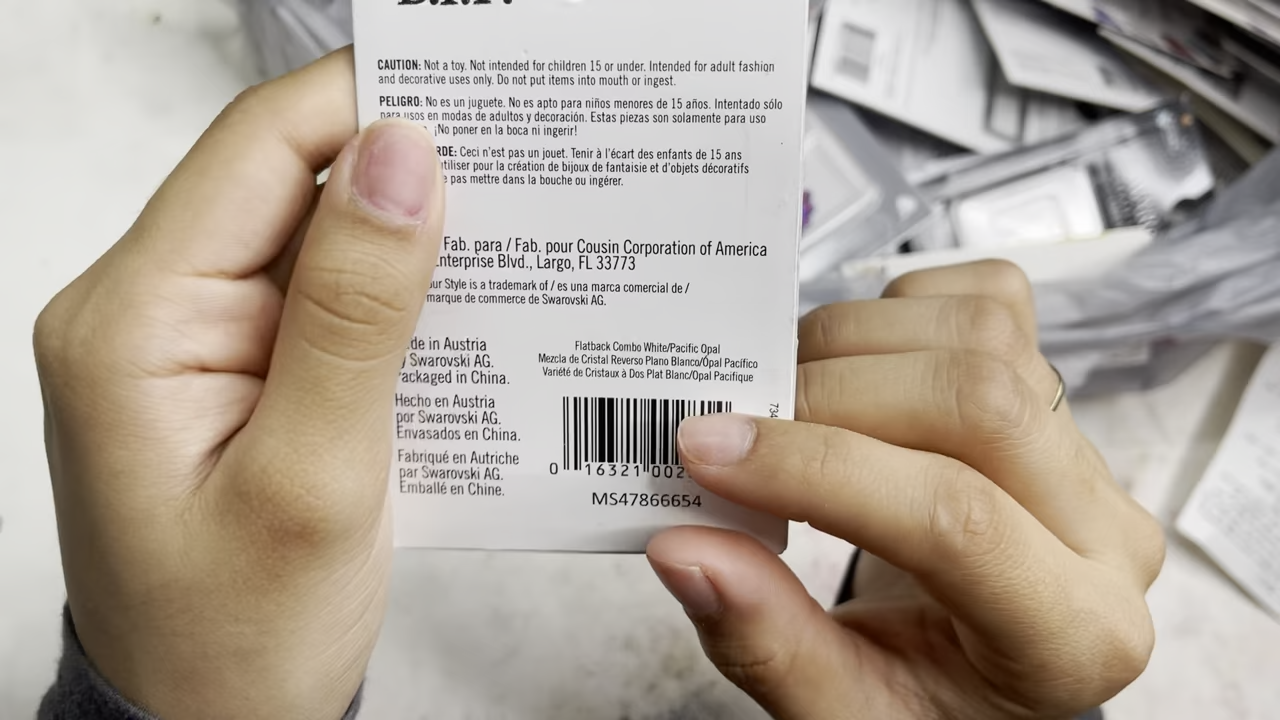 CAUTION: Not a toy. Not intended for children 15 or under. Intended for adult fashion
and decorative uses only. Do not put items into mouth or ingest.
PELIGRO: No es un juguete. No es apto para niños menores de 15 años. Intentado sólo
para usos en modas de adultos y decoración. Estas piezas son solamente para uso
¡No poner en la boca ni ingerir!
Ceci n'est pas un jouet. Tenir à l'écart des enfants de 15 ans
utiliser pour la création de bijoux de fantaisie et d'objets décoratifs
pas mettre dans la bouche ou ingérer.
Fab. para / Fab. pour Cousin Corporation of America
Enterprise Blvd., Largo, FL 33773
Style is a trademark of / es una marca comercial de /
marque de commerce de Swarovski AG.
in Austria
Swarovski AG.
Packaged in China.
Hecho en Austria
por Swarovski AG.
Envasados en China.
Fabriqué en Autriche
par Swarovski AG.
Emballé en Chine.
Flatback Combo White/Pacific Opal
Mezcla de Cristal Reverso Plano Blanco/Ópal Pacífico
Variété de Cristaux à Dos Plat Blanc/Opal Pacifique
0 16321 002
MS47866654